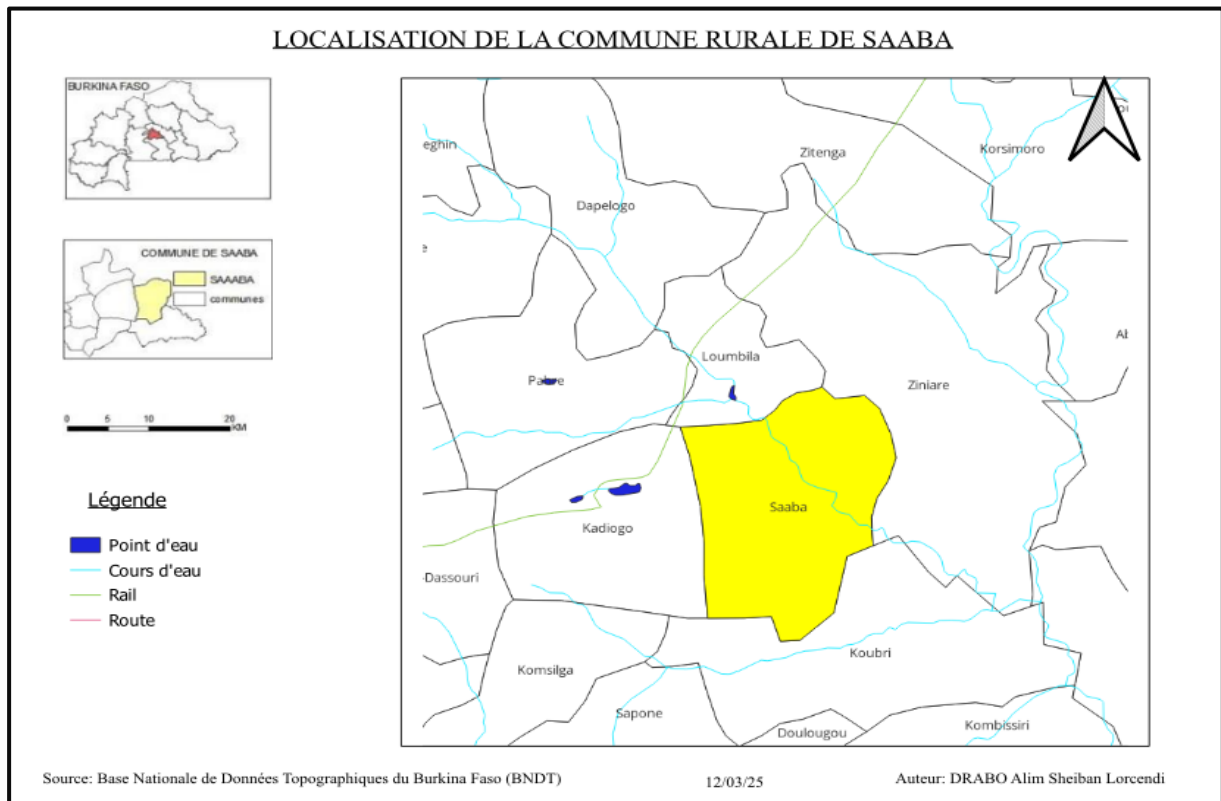 LOCALISATION DE LA COMMUNE RURALE DE SAABA
BURKINA FASO
COMMUNE DE SAABA
SAAABA
communes
0 5 10 20
KM
Légende
Point d'eau
Cours d'eau
Rail
Route
eghin
Zitenga
Korsimoro
Dapelogo
e
Loumbila
Pabre
Ziniare
Saaba
Kadiogo
-Dassouri
Koubri
Komsilga
Sapone
Doulougou
Kombissiri
Source: Base Nationale de Données Topographiques du Burkina Faso (BNDT)
12/03/25
Auteur: DRABO Alim Sheiban Lorcendi